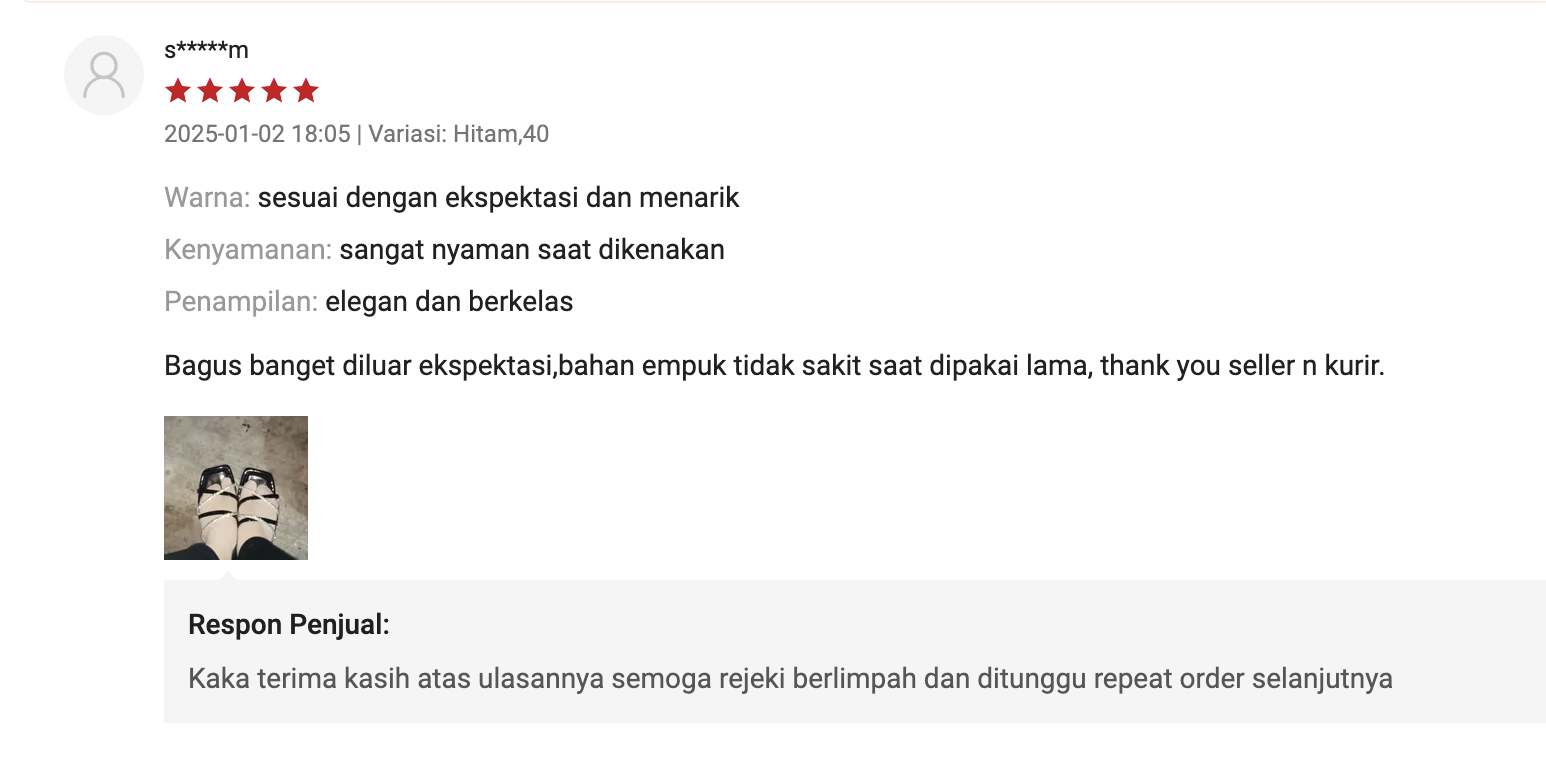 s*****m
2025-01-02 18:05 | Variasi: Hitam,40
Warna: sesuai dengan ekspektasi dan menarik
Kenyamanan: sangat nyaman saat dikenakan
Penampilan: elegan dan berkelas
Bagus banget diluar ekspektasi,bahan empuk tidak sakit saat dipakai lama, thank you seller n kurir.
Respon Penjual:
Kaka terima kasih atas ulasannya semoga rejeki berlimpah dan ditunggu repeat order selanjutnya